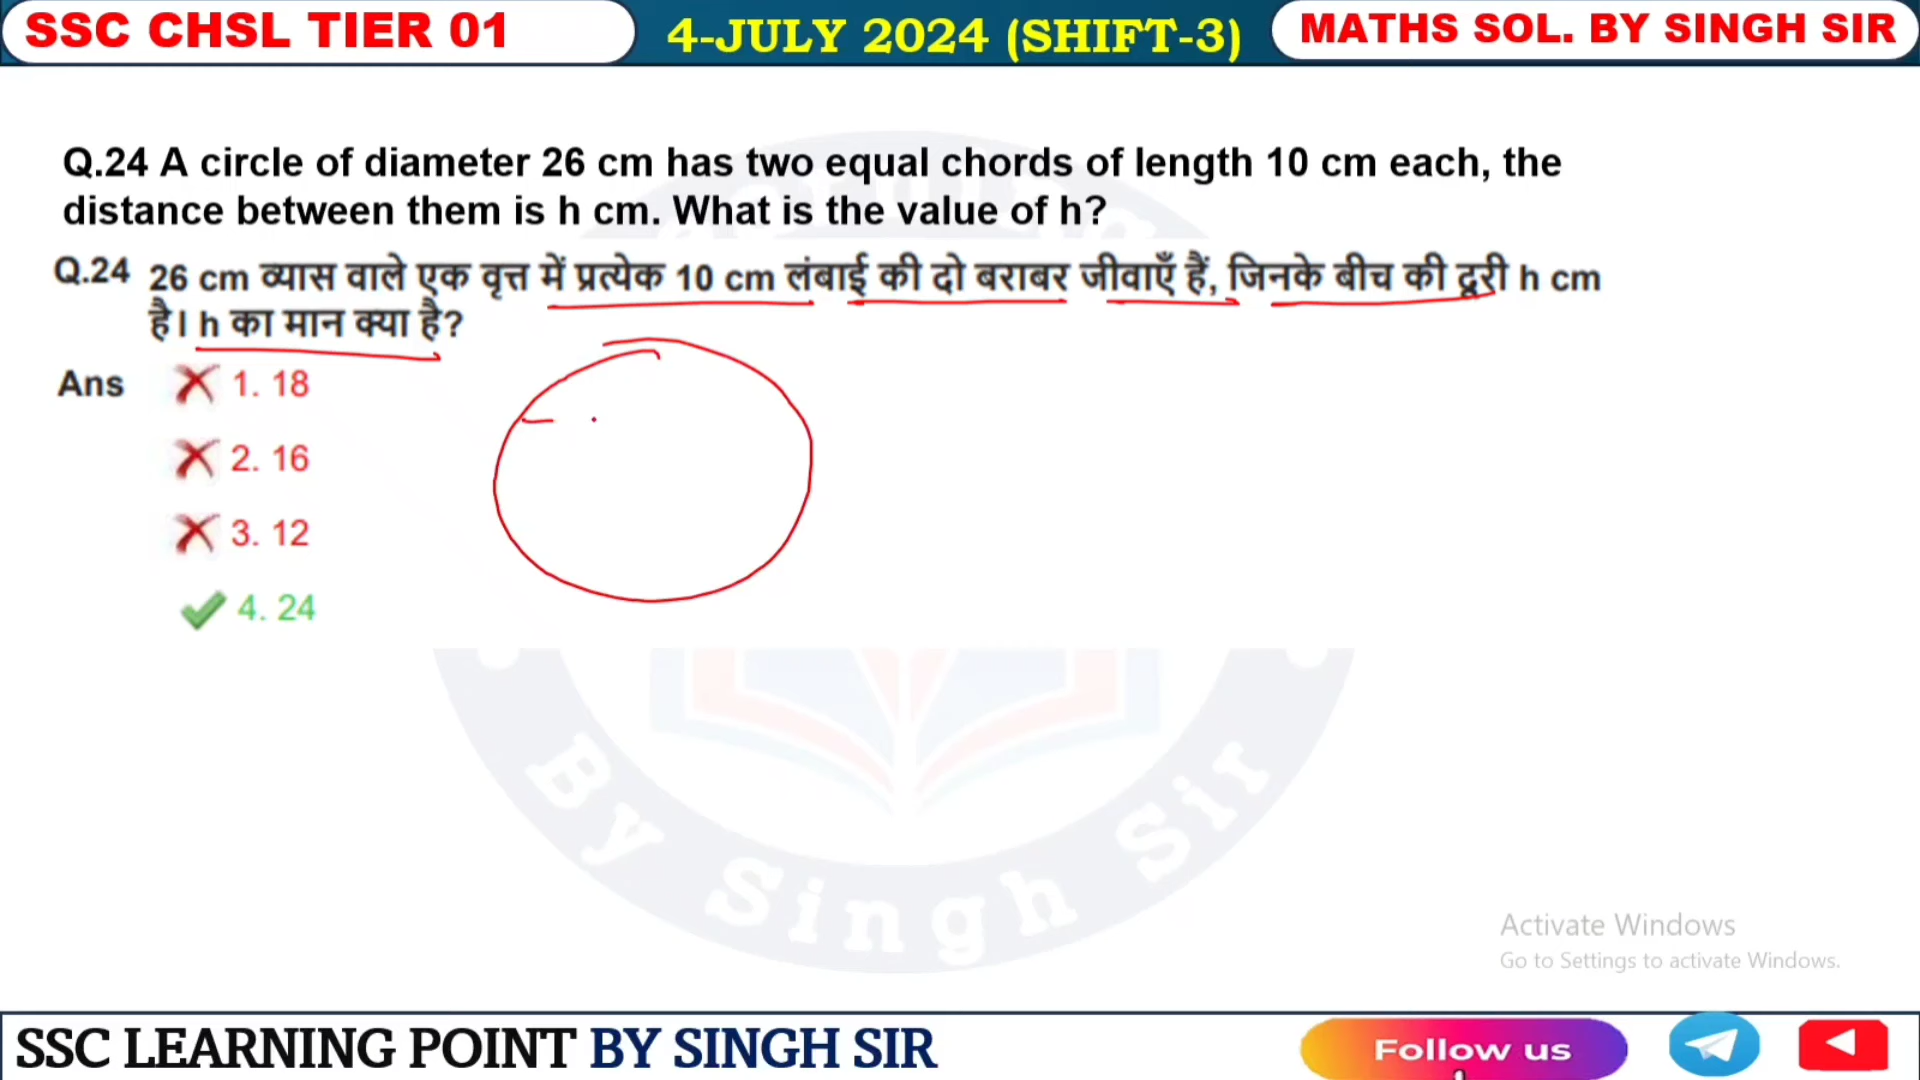 SSC CHSL TIER 01
4-JULY 2024 (SHIFT-3)
MATHS SOL. BY SINGH SIR
Q.24 A circle of diameter 26 cm has two equal chords of length 10 cm each, the
distance between them is h cm. What is the value of h?
Q.24 26 cm व्यास वाले एक वृत्त में प्रत्येक 10 cm लंबाई की दो बराबर जीवाएँ हैं, जिनके बीच की दूरी h cm
है। h का मान क्या है?
Ans 1. 18
2. 16
3. 12
4. 24
By Singh Sir
Activate Windows
Go to Settings to activate Windows.
SSC LEARNING POINT BY SINGH SIR
Follow us